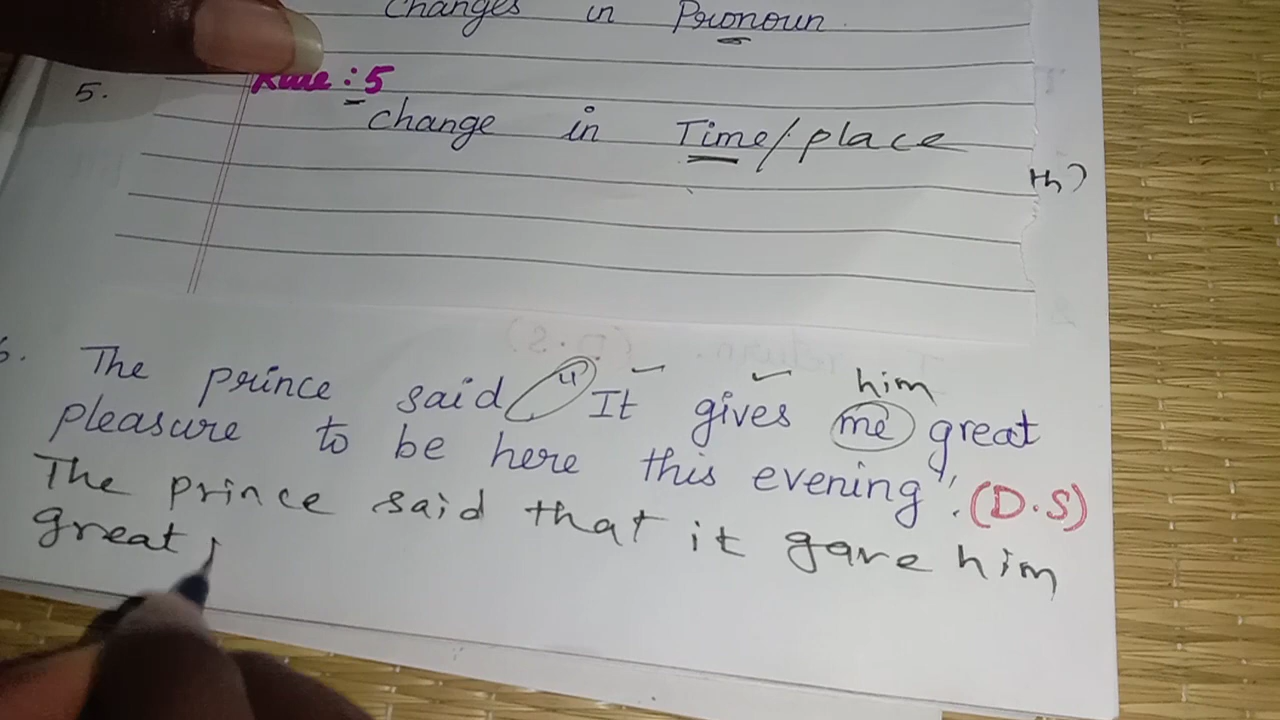 Changes in Pronoun
Rule : 5
5.
change in Time/place
6. The prince said, "It gives me great
him
pleasure to be here this evening". (D.S)
The prince said that it gave him
great